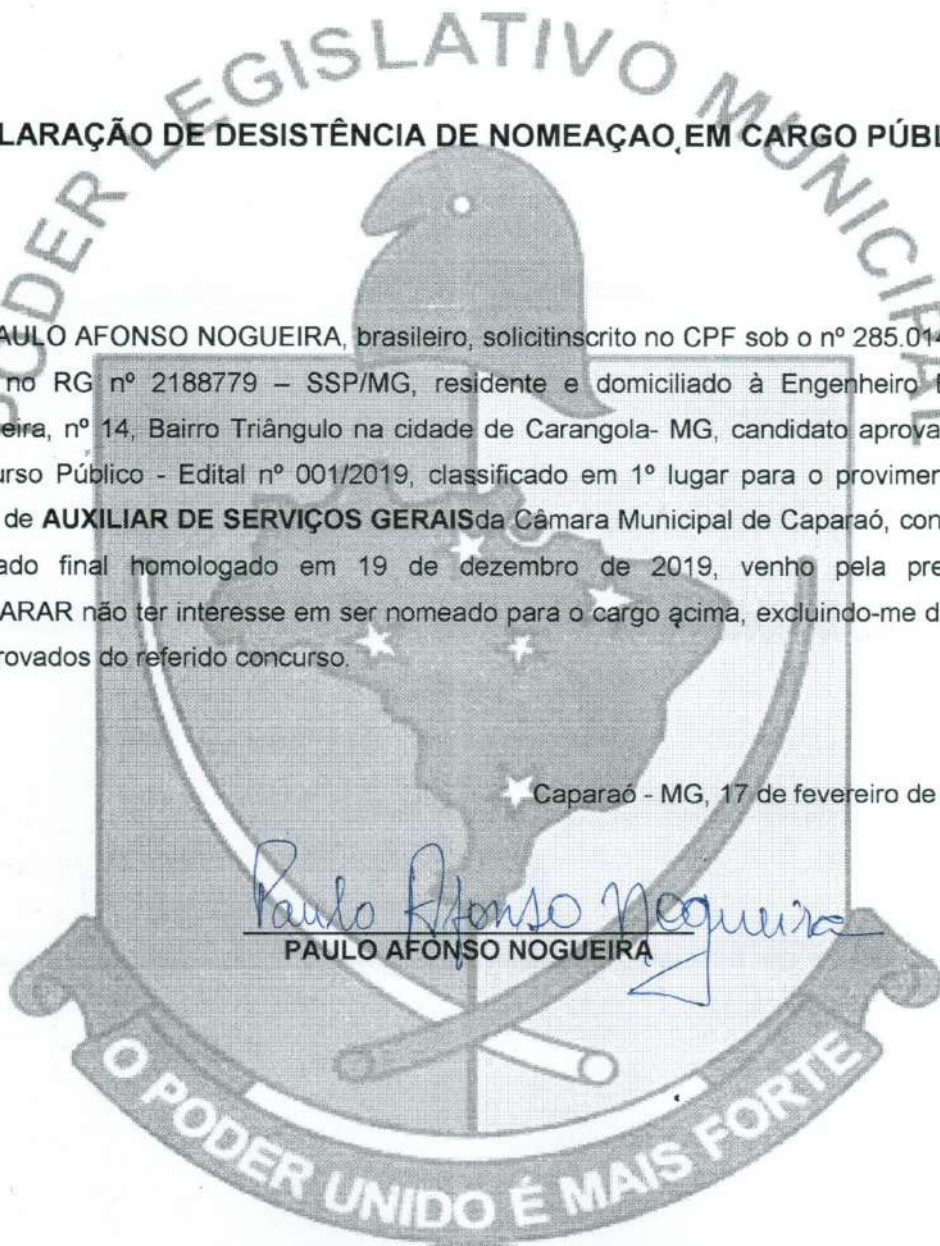 PODER LEGISLATIVO MUNICIPAL
LARAÇÃO DE DESISTÊNCIA DE NOMEAÇAO EM CARGO PÚBL
AULO AFONSO NOGUEIRA, brasileiro, solicitinscrito no CPF sob o nº 285.014
no RG nº 2188779 – SSP/MG, residente e domiciliado à Engenheiro
eira, nº 14, Bairro Triângulo na cidade de Carangola- MG, candidato aprova
urso Público - Edital nº 001/2019, classificado em 1º lugar para o provimer
de AUXILIAR DE SERVIÇOS GERAISda Câmara Municipal de Caparaó, con
ado final homologado em 19 de dezembro de 2019, venho pela pre
ARAR não ter interesse em ser nomeado para o cargo acima, excluindo-me d
rovados do referido concurso.
Caparaó - MG, 17 de fevereiro de
Paulo Afonso Nogueira
PAULO AFONSO NOGUEIRA
O PODER UNIDO É MAIS FORTE